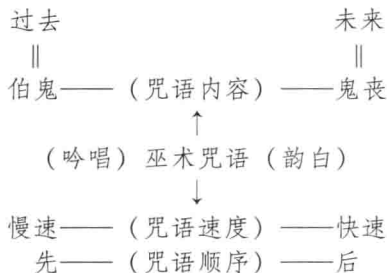 过去 未来
‖ ‖
伯鬼——（咒语内容）——鬼丧
↑
（吟唱）巫术咒语（韵白）
↓
慢速——（咒语速度）——快速
先——（咒语顺序）——后